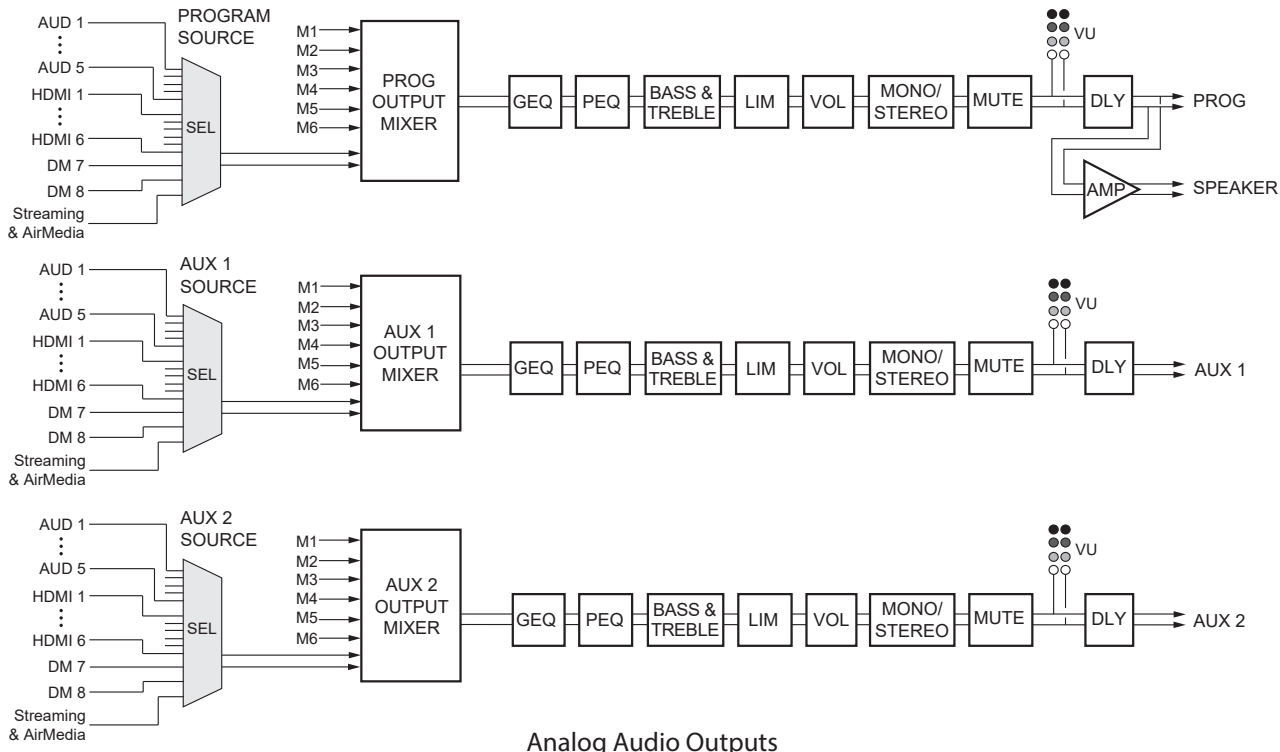 PROGRAM
SOURCE
AUD 1
AUD 5
HDMI 1
HDMI 6
DM 7
DM 8
Streaming
& AirMedia
SEL
M1
M2
M3
M4
M5
M6
PROG
OUTPUT
MIXER
GEQ
PEQ
BASS &
TREBLE
LIM
VOL
MONO/
STEREO
MUTE
VU
DLY
PROG
AMP
SPEAKER
AUX 1
SOURCE
AUD 1
AUD 5
HDMI 1
HDMI 6
DM 7
DM 8
Streaming
& AirMedia
SEL
M1
M2
M3
M4
M5
M6
AUX 1
OUTPUT
MIXER
GEQ
PEQ
BASS &
TREBLE
LIM
VOL
MONO/
STEREO
MUTE
VU
DLY
AUX 1
AUX 2
SOURCE
AUD 1
AUD 5
HDMI 1
HDMI 6
DM 7
DM 8
Streaming
& AirMedia
SEL
M1
M2
M3
M4
M5
M6
AUX 2
OUTPUT
MIXER
GEQ
PEQ
BASS &
TREBLE
LIM
VOL
MONO/
STEREO
MUTE
VU
DLY
AUX 2
Analog Audio Outputs